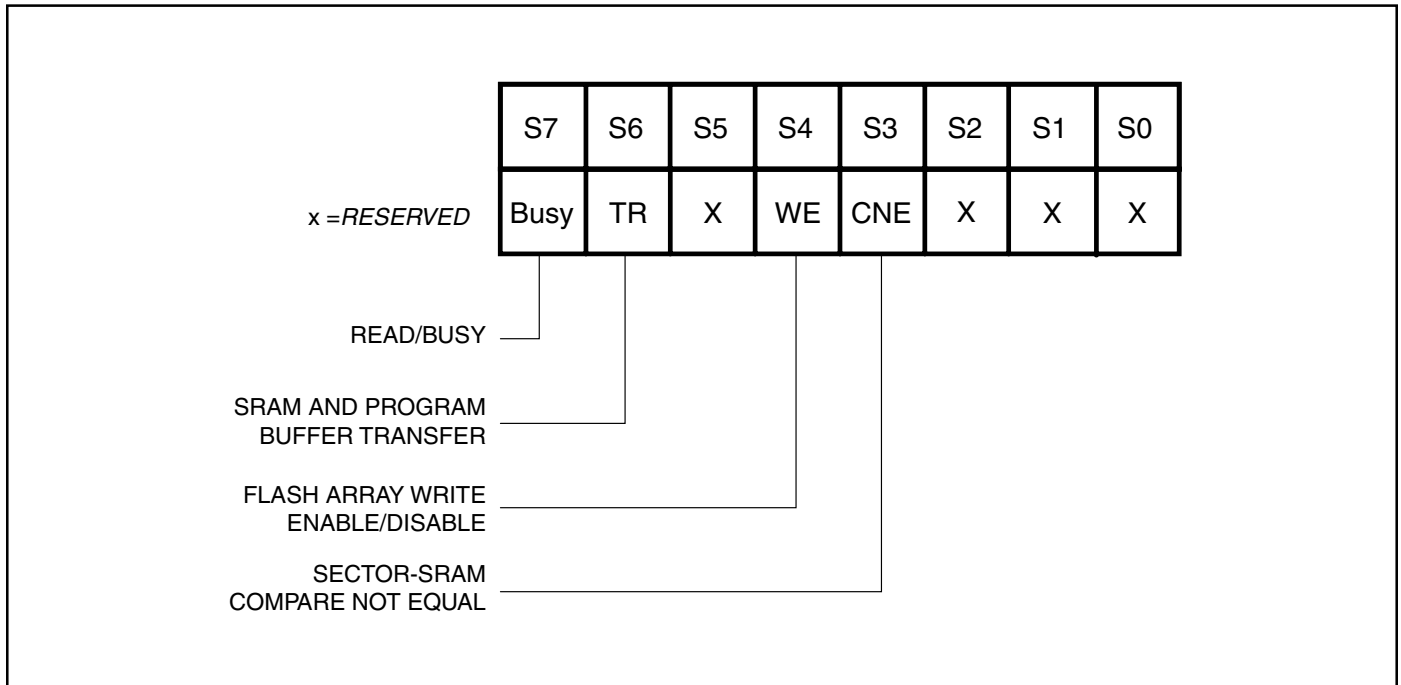 S7 S6 S5 S4 S3 S2 S1 S0
x =RESERVED Busy TR X WE CNE X X X
READ/BUSY
SRAM AND PROGRAM
BUFFER TRANSFER
FLASH ARRAY WRITE
ENABLE/DISABLE
SECTOR-SRAM
COMPARE NOT EQUAL